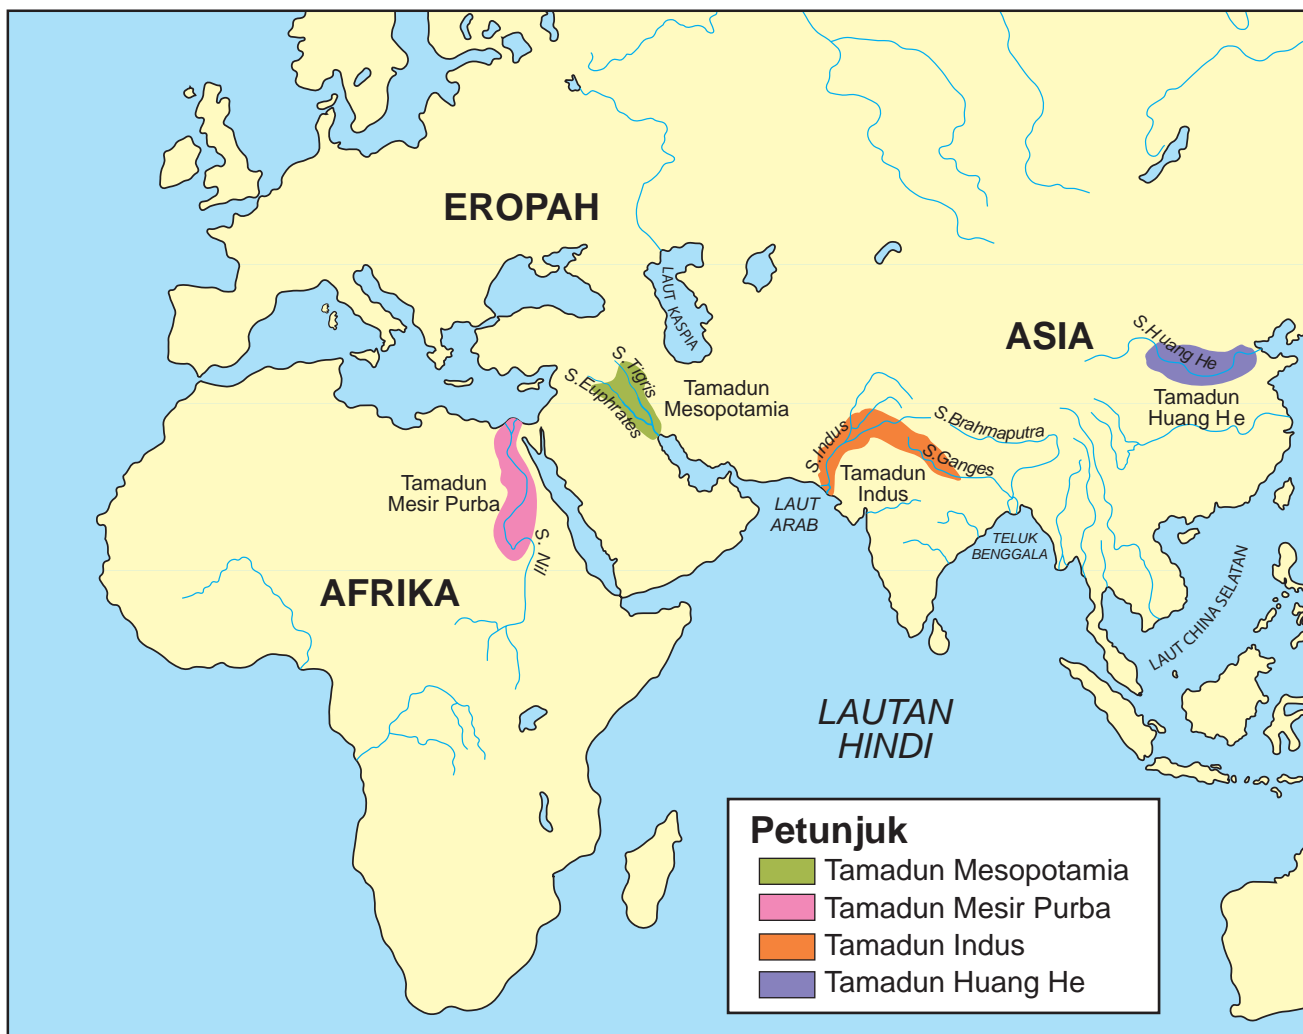 EROPAH
LAUT KASPIA
ASIA
S.Huang He
Tamadun
Huang He
S.Tigris
S.Euphrates
Tamadun
Mesopotamia
S.Indus
S.Brahmaputra
S.Ganges
Tamadun
Indus
Tamadun
Mesir Purba
S. Nil
LAUT
ARAB
TELUK
BENGGALA
AFRIKA
LAUT CHINA SELATAN
LAUTAN
HINDI
Petunjuk
Tamadun Mesopotamia
Tamadun Mesir Purba
Tamadun Indus
Tamadun Huang He